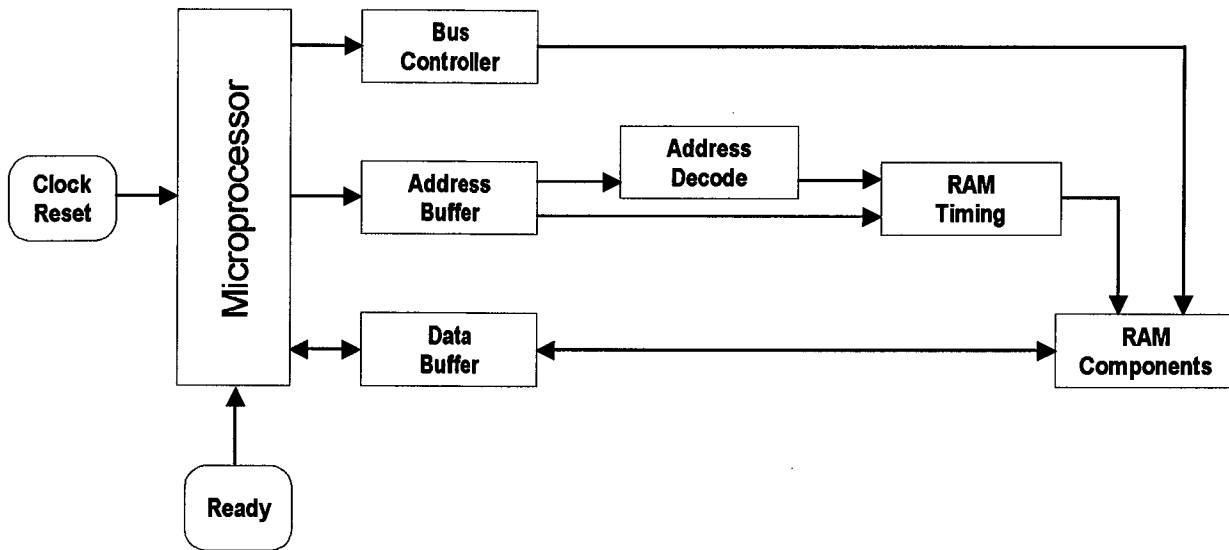 Bus
Controller
Microprocessor
Address
Decode
Clock
Reset
Address
Buffer
RAM
Timing
Data
Buffer
RAM
Components
Ready